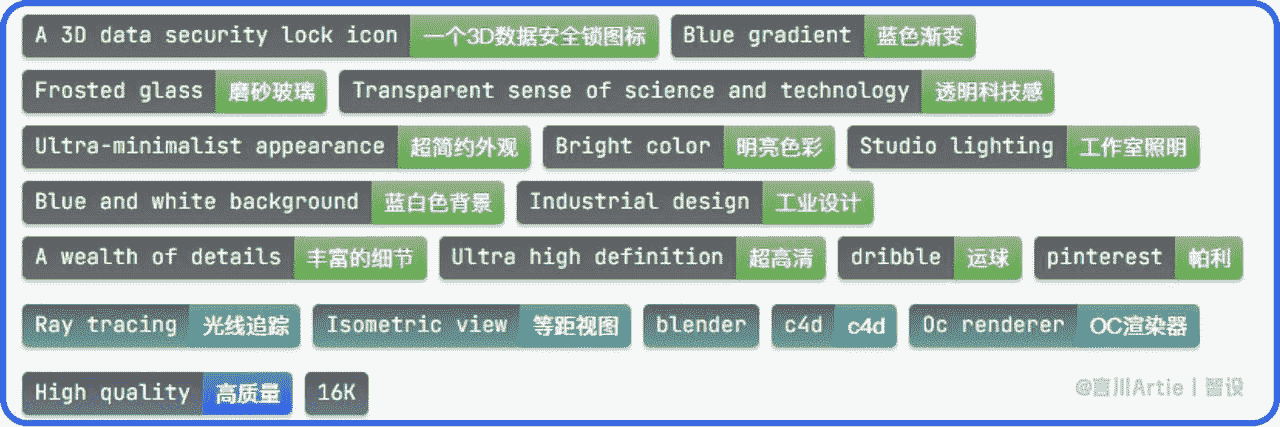 A 3D data security lock icon 一个3D数据安全锁图标 Blue gradient 蓝色渐变
Frosted glass 磨砂玻璃 Transparent sense of science and technology 透明科技感
Ultra-minimalist appearance 超简约外观 Bright color 明亮色彩 Studio lighting 工作室照明
Blue and white background 蓝白色背景 Industrial design 工业设计
A wealth of details 丰富的细节 Ultra high definition 超高清 dribble 运球 pinterest 帕利
Ray tracing 光线追踪 Isometric view 等距视图 blender c4d c4d Oc renderer OC渲染器
High quality 高质量 16K
@言川Artie | 智设